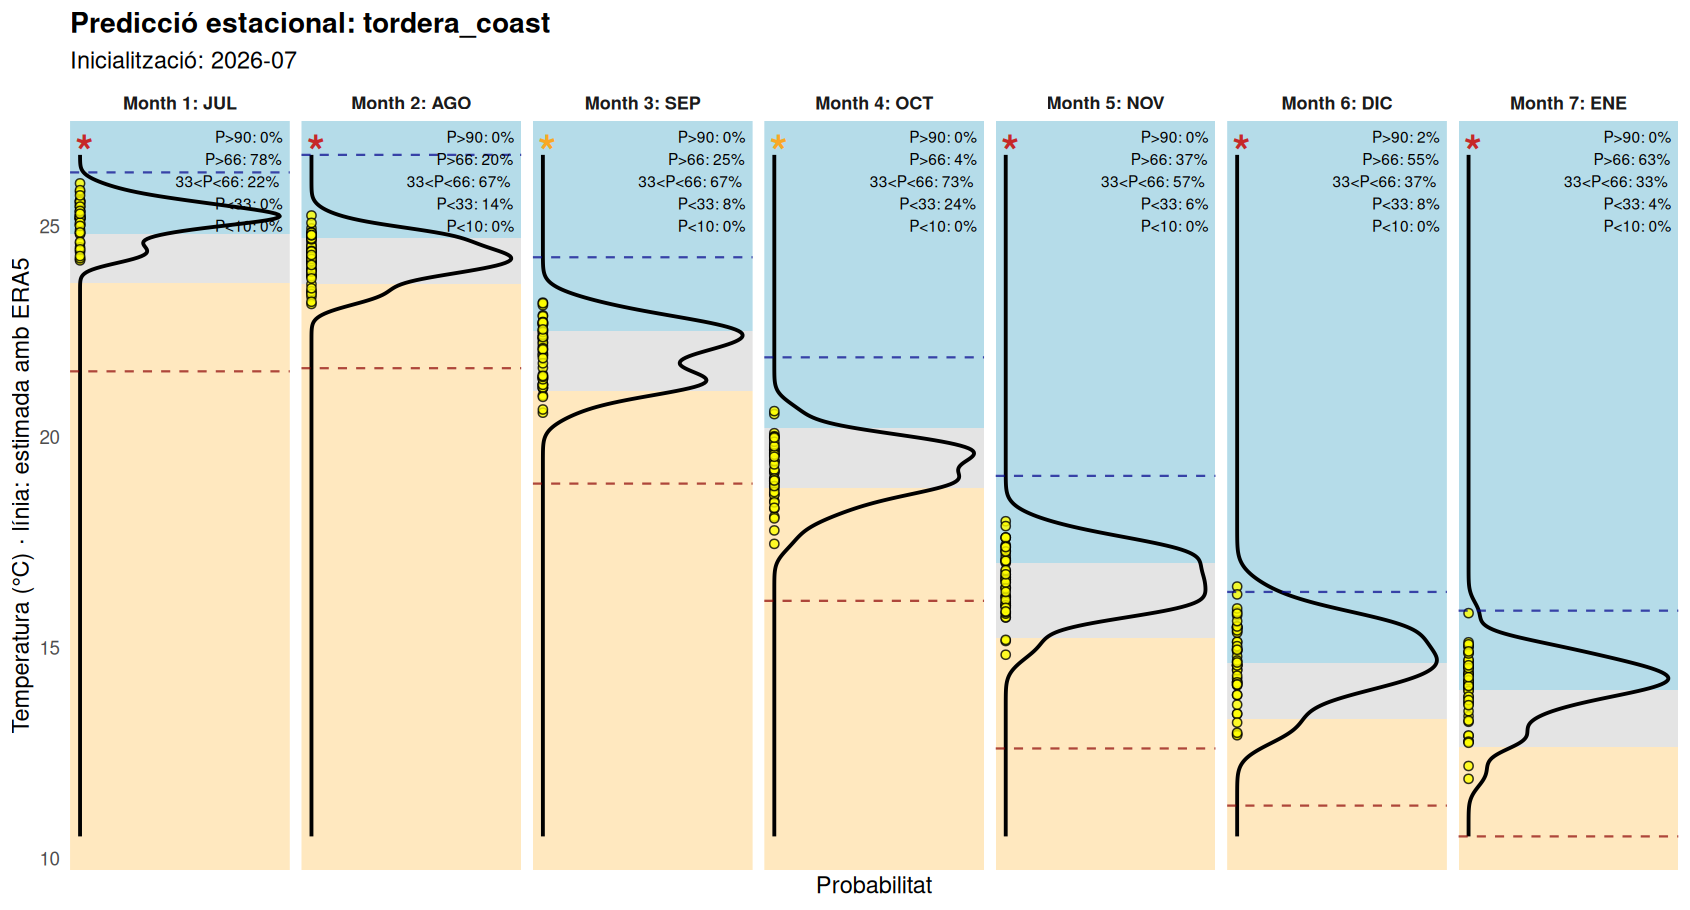 Predicció estacional: tordera_coast
Inicialització: 2026-07
Month 1: JUL
Month 2: AGO
Month 3: SEP
Month 4: OCT
Month 5: NOV
Month 6: DIC
Month 7: ENE
P>90: 0%
P>66: 78%
33<P<66: 22%
P<33: 0%
P<10: 0%
P>90: 0%
P>66: 20%
33<P<66: 67%
P<33: 14%
P<10: 0%
P>90: 0%
P>66: 25%
33<P<66: 67%
P<33: 8%
P<10: 0%
P>90: 0%
P>66: 4%
33<P<66: 73%
P<33: 24%
P<10: 0%
P>90: 0%
P>66: 37%
33<P<66: 57%
P<33: 6%
P<10: 0%
P>90: 2%
P>66: 55%
33<P<66: 37%
P<33: 8%
P<10: 0%
P>90: 0%
P>66: 63%
33<P<66: 33%
P<33: 4%
P<10: 0%
Temperatura (°C) · línia: estimada amb ERA5
25
20
15
10
Probabilitat